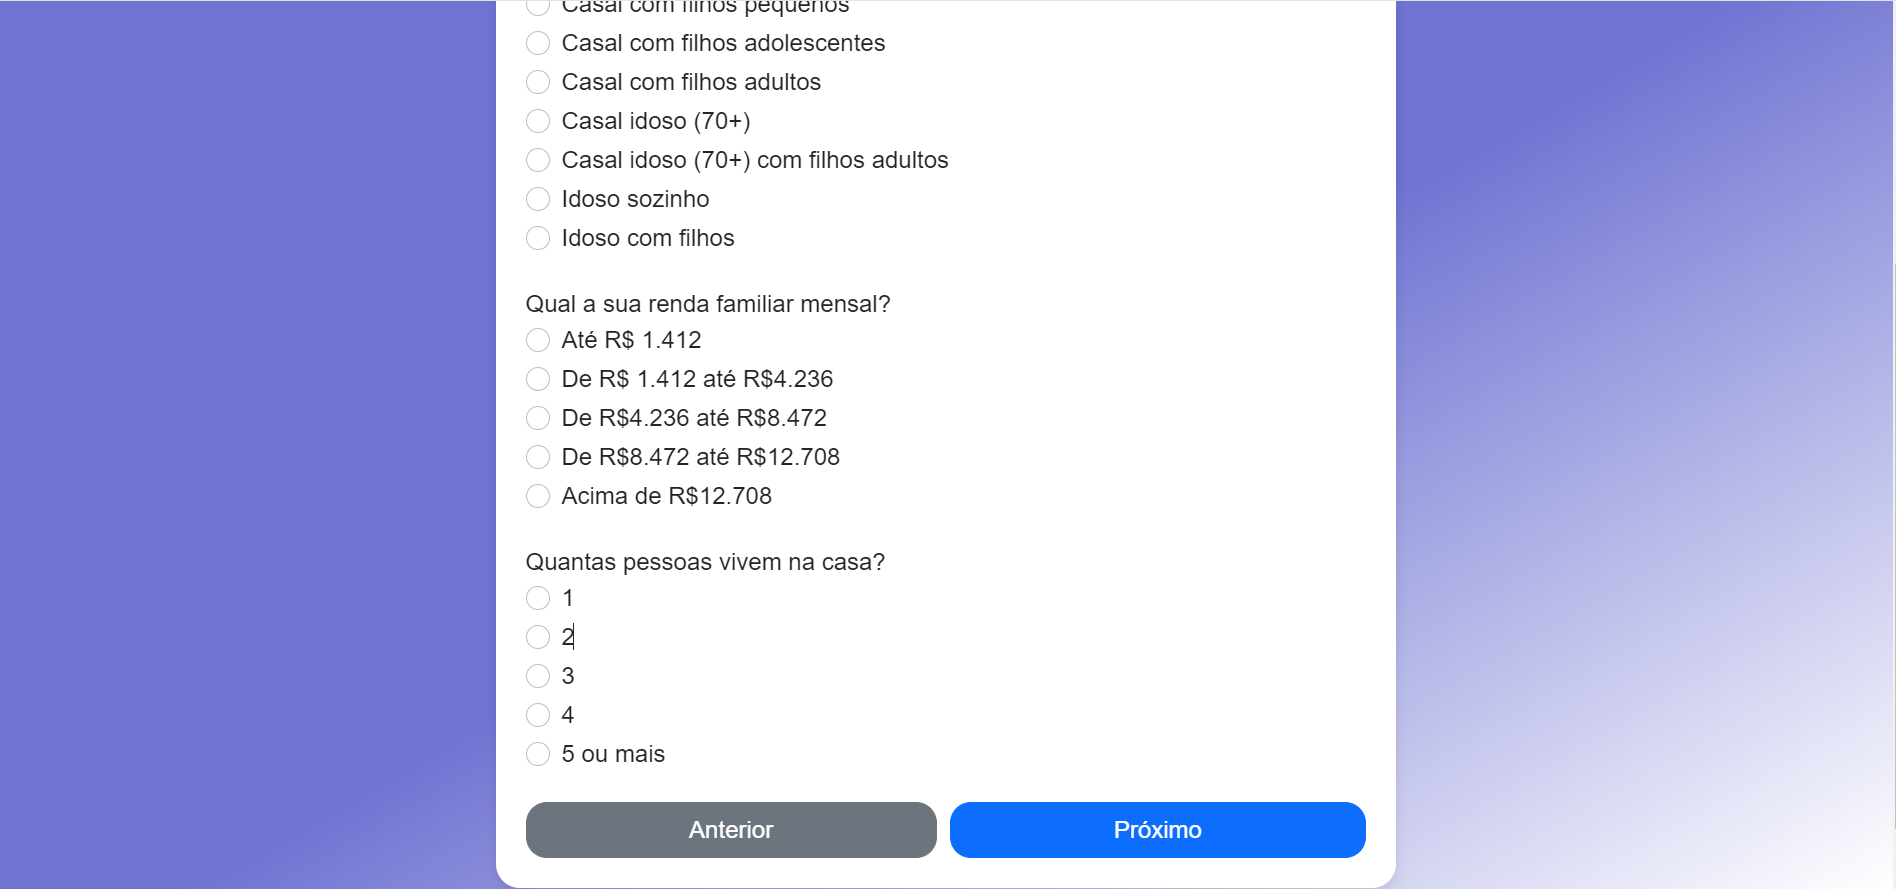 Casal com filhos pequenos
Casal com filhos adolescentes
Casal com filhos adultos
Casal idoso (70+)
Casal idoso (70+) com filhos adultos
Idoso sozinho
Idoso com filhos
Qual a sua renda familiar mensal?
Até R$ 1.412
De R$ 1.412 até R$4.236
De R$4.236 até R$8.472
De R$8.472 até R$12.708
Acima de R$12.708
Quantas pessoas vivem na casa?
1
2
3
4
5 ou mais
Anterior
Próximo